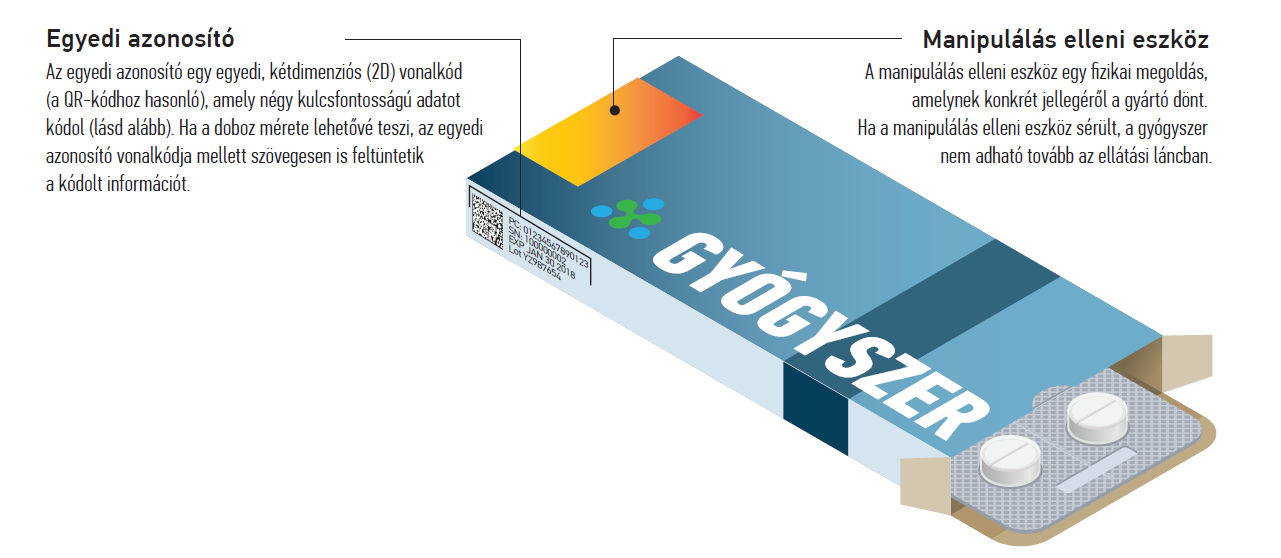 Egyedi azonosító
Az egyedi azonosító egy egyedi, kétdimenziós (2D) vonalkód
(a QR-kódhoz hasonló), amely négy kulcsfontosságú adatot
kódol (lásd alább). Ha a doboz mérete lehetővé teszi, az egyedi
azonosító vonalkódja mellett szövegesen is feltüntetik
a kódolt információt.
Manipulálás elleni eszköz
A manipulálás elleni eszköz egy fizikai megoldás,
amelynek konkrét jellegéről a gyártó dönt.
Ha a manipulálás elleni eszköz sérült, a gyógyszer
nem adható tovább az ellátási láncban.
PC: 01234567890123
SN: 100000002
EXP JAN 30 2018
Lot YZ987654
GYÓGYSZER